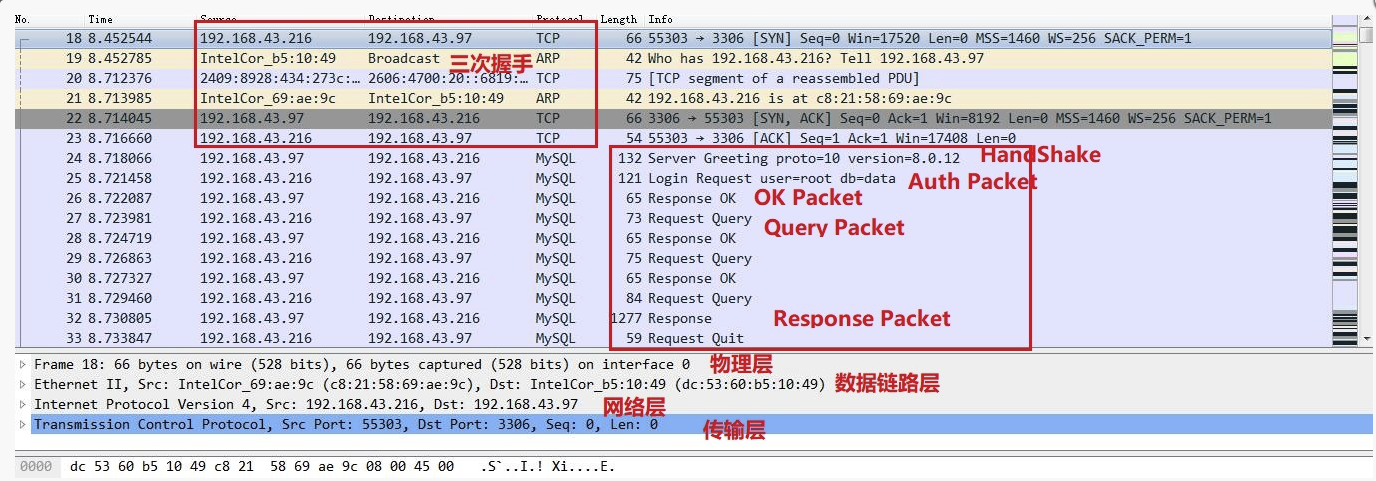 No. Time Source Destination Protocol Length Info
18 8.452544 192.168.43.216 192.168.43.97 TCP 66 55303 → 3306 [SYN] Seq=0 Win=17520 Len=0 MSS=1460 WS=256 SACK_PERM=1
19 8.452785 IntelCor_b5:10:49 Broadcast 三次握手 ARP 42 Who has 192.168.43.216? Tell 192.168.43.97
20 8.712376 2409:8928:434:273c:… 2606:4700:20::6819:… TCP 75 [TCP segment of a reassembled PDU]
21 8.713985 IntelCor_69:ae:9c IntelCor_b5:10:49 ARP 42 192.168.43.216 is at c8:21:58:69:ae:9c
22 8.714045 192.168.43.97 192.168.43.216 TCP 66 3306 → 55303 [SYN, ACK] Seq=0 Ack=1 Win=8192 Len=0 MSS=1460 WS=256 SACK_PERM=1
23 8.716660 192.168.43.216 192.168.43.97 TCP 54 55303 → 3306 [ACK] Seq=1 Ack=1 Win=17408 Len=0
24 8.718066 192.168.43.97 192.168.43.216 MySQL 132 Server Greeting proto=10 version=8.0.12 HandShake
25 8.721458 192.168.43.216 192.168.43.97 MySQL 121 Login Request user=root db=data Auth Packet
26 8.722087 192.168.43.97 192.168.43.216 MySQL 65 Response OK OK Packet
27 8.723981 192.168.43.216 192.168.43.97 MySQL 73 Request Query Query Packet
28 8.724719 192.168.43.97 192.168.43.216 MySQL 65 Response OK
29 8.726863 192.168.43.216 192.168.43.97 MySQL 75 Request Query
30 8.727327 192.168.43.97 192.168.43.216 MySQL 65 Response OK
31 8.729460 192.168.43.216 192.168.43.97 MySQL 84 Request Query
32 8.730805 192.168.43.97 192.168.43.216 MySQL 1277 Response Response Packet
33 8.733847 192.168.43.216 192.168.43.97 MySQL 59 Request Quit
Frame 18: 66 bytes on wire (528 bits), 66 bytes captured (528 bits) on interface 0 物理层
Ethernet II, Src: IntelCor_69:ae:9c (c8:21:58:69:ae:9c), Dst: IntelCor_b5:10:49 (dc:53:60:b5:10:49) 数据链路层
Internet Protocol Version 4, Src: 192.168.43.216, Dst: 192.168.43.97 网络层
Transmission Control Protocol, Src Port: 55303, Dst Port: 3306, Seq: 0, Len: 0 传输层
0000 dc 53 60 b5 10 49 c8 21 58 69 ae 9c 08 00 45 00 .S`..I.! Xi....E.